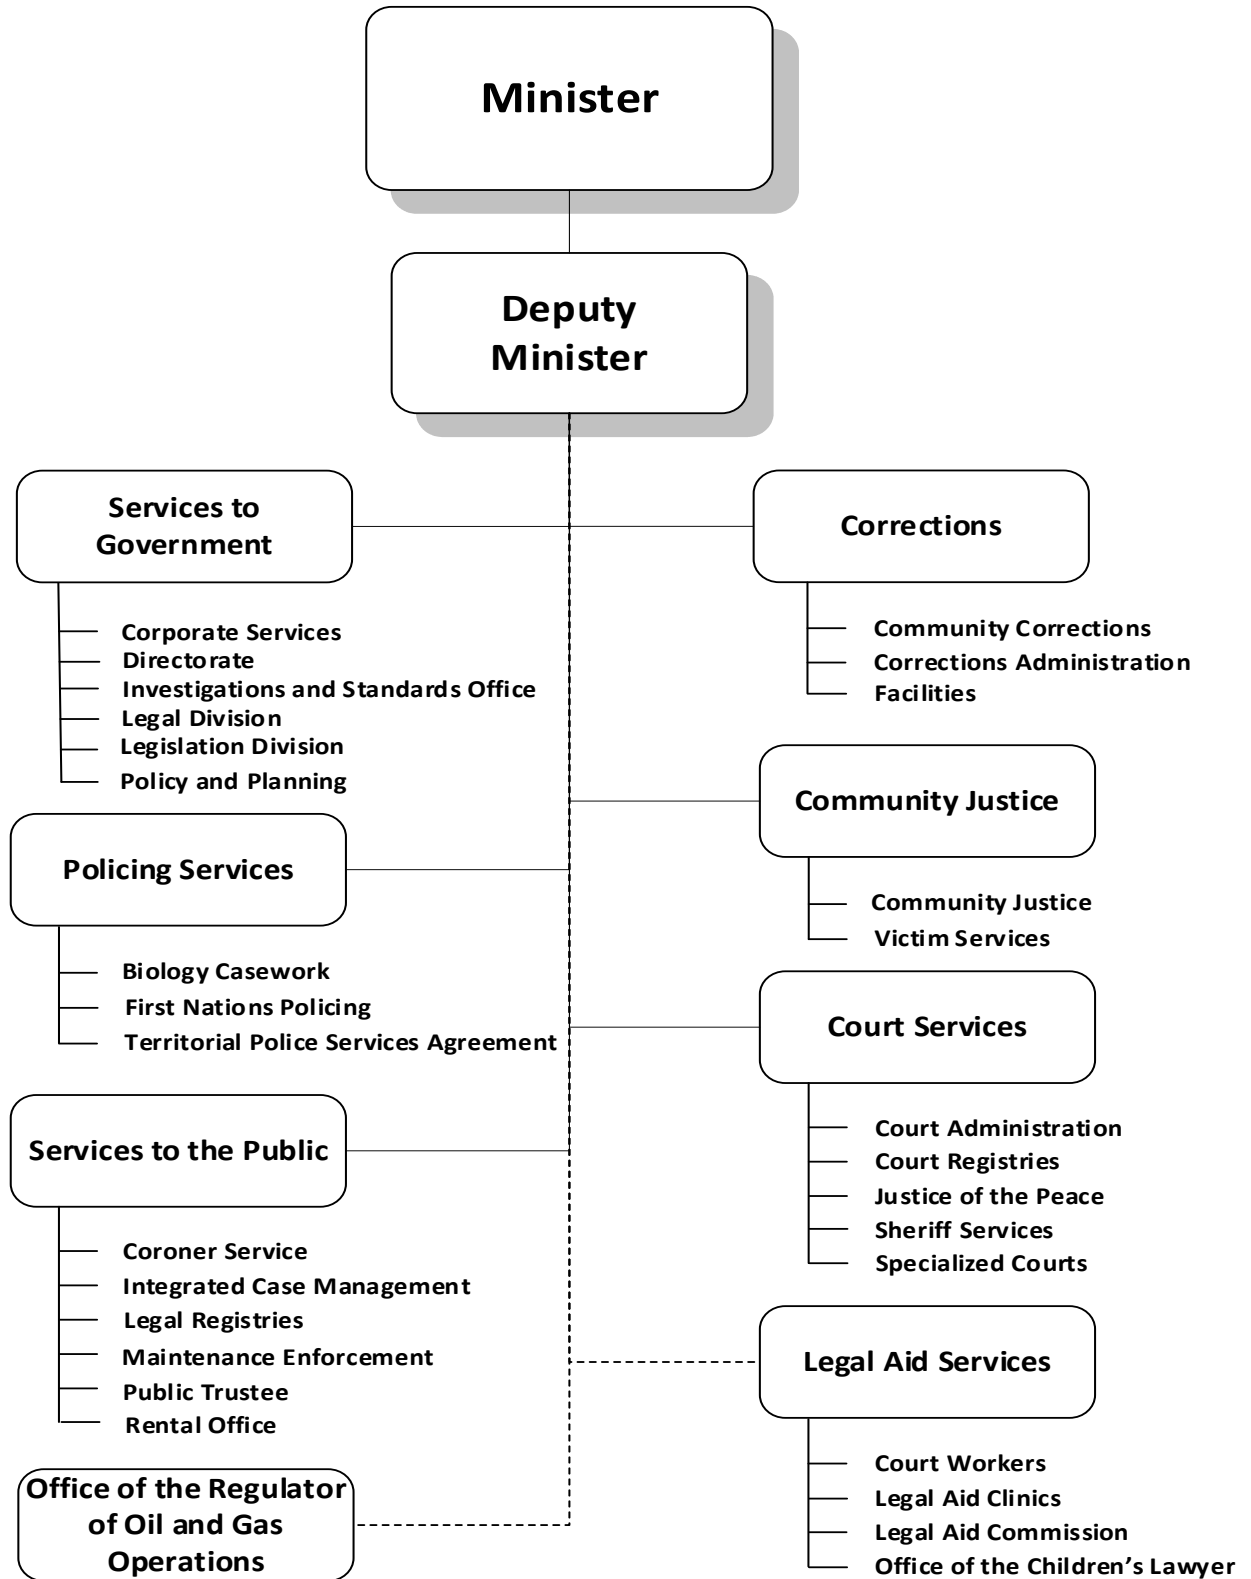 Minister
Deputy
Minister
Services to
Government
Corporate Services
Directorate
Investigations and Standards Office
Legal Division
Legislation Division
Policy and Planning
Policing Services
Biology Casework
First Nations Policing
Territorial Police Services Agreement
Services to the Public
Coroner Service
Integrated Case Management
Legal Registries
Maintenance Enforcement
Public Trustee
Rental Office
Office of the Regulator
of Oil and Gas
Operations
Corrections
Community Corrections
Corrections Administration
Facilities
Community Justice
Community Justice
Victim Services
Court Services
Court Administration
Court Registries
Justice of the Peace
Sheriff Services
Specialized Courts
Legal Aid Services
Court Workers
Legal Aid Clinics
Legal Aid Commission
Office of the Children’s Lawyer